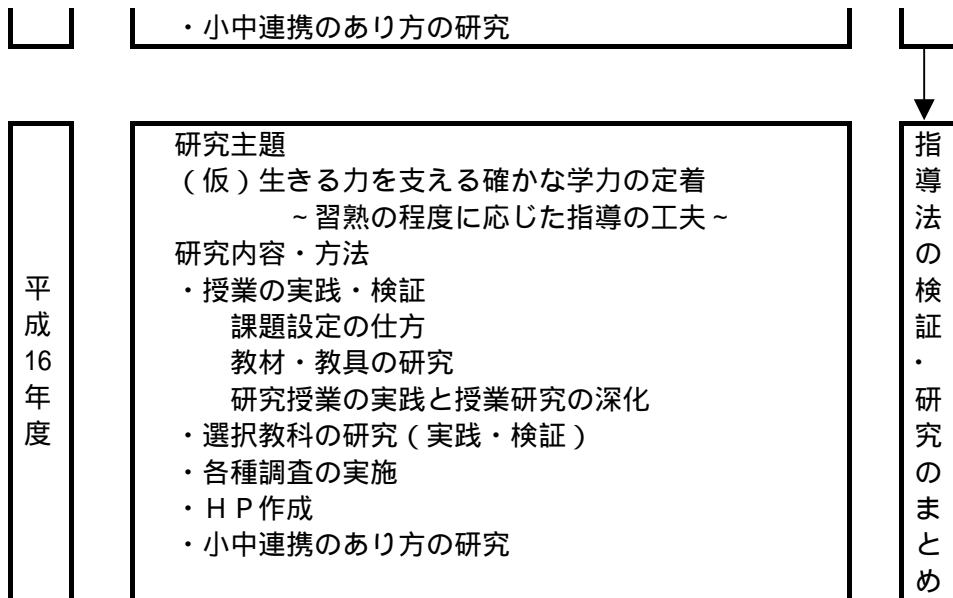 ・小中連携のあり方の研究
平成16年度
研究主題
（仮）生きる力を支える確かな学力の定着
～習熟の程度に応じた指導の工夫～
研究内容・方法
・授業の実践・検証
課題設定の仕方
教材・教具の研究
研究授業の実践と授業研究の深化
・選択教科の研究（実践・検証）
・各種調査の実施
・ＨＰ作成
・小中連携のあり方の研究
指導法の検証・研究のまとめ